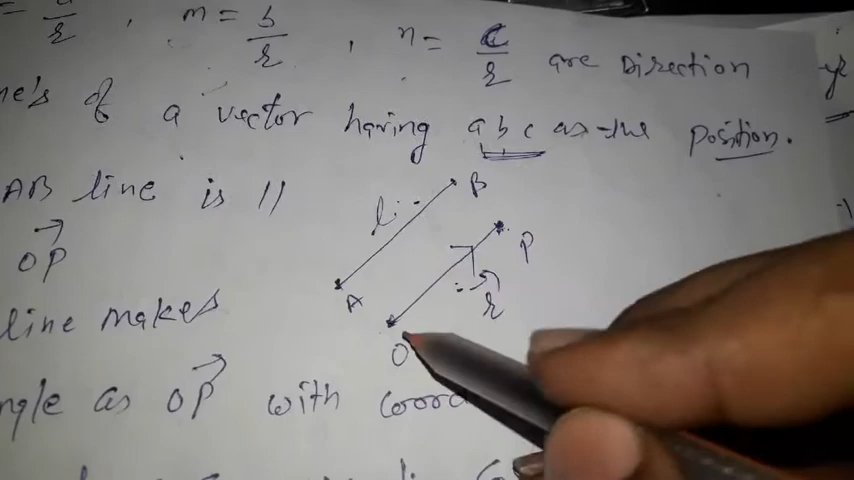 m = b/r , n = c/r are Direction
of a vector having a b c as the position.
AB line is || l B
OP P
A r
line makes
O
as OP with